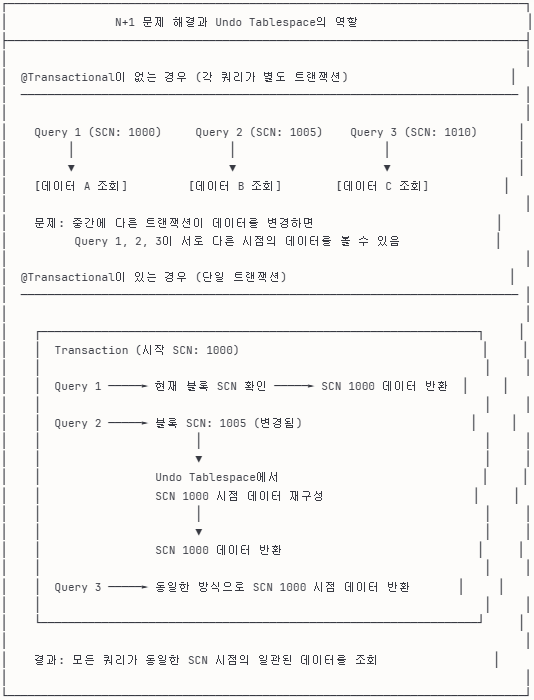 N+1 문제 해결과 Undo Tablespace의 역할
@Transactional이 없는 경우 (각 쿼리가 별도 트랜잭션)
Query 1 (SCN: 1000) Query 2 (SCN: 1005) Query 3 (SCN: 1010)
[데이터 A 조회] [데이터 B 조회] [데이터 C 조회]
문제: 중간에 다른 트랜잭션이 데이터를 변경하면
Query 1, 2, 3이 서로 다른 시점의 데이터를 볼 수 있음
@Transactional이 있는 경우 (단일 트랜잭션)
Transaction (시작 SCN: 1000)
Query 1 ──► 현재 블록 SCN 확인 ──► SCN 1000 데이터 반환
Query 2 ──► 블록 SCN: 1005 (변경됨)
Undo Tablespace에서
SCN 1000 시점 데이터 재구성
SCN 1000 데이터 반환
Query 3 ──► 동일한 방식으로 SCN 1000 시점 데이터 반환
결과: 모든 쿼리가 동일한 SCN 시점의 일관된 데이터를 조회